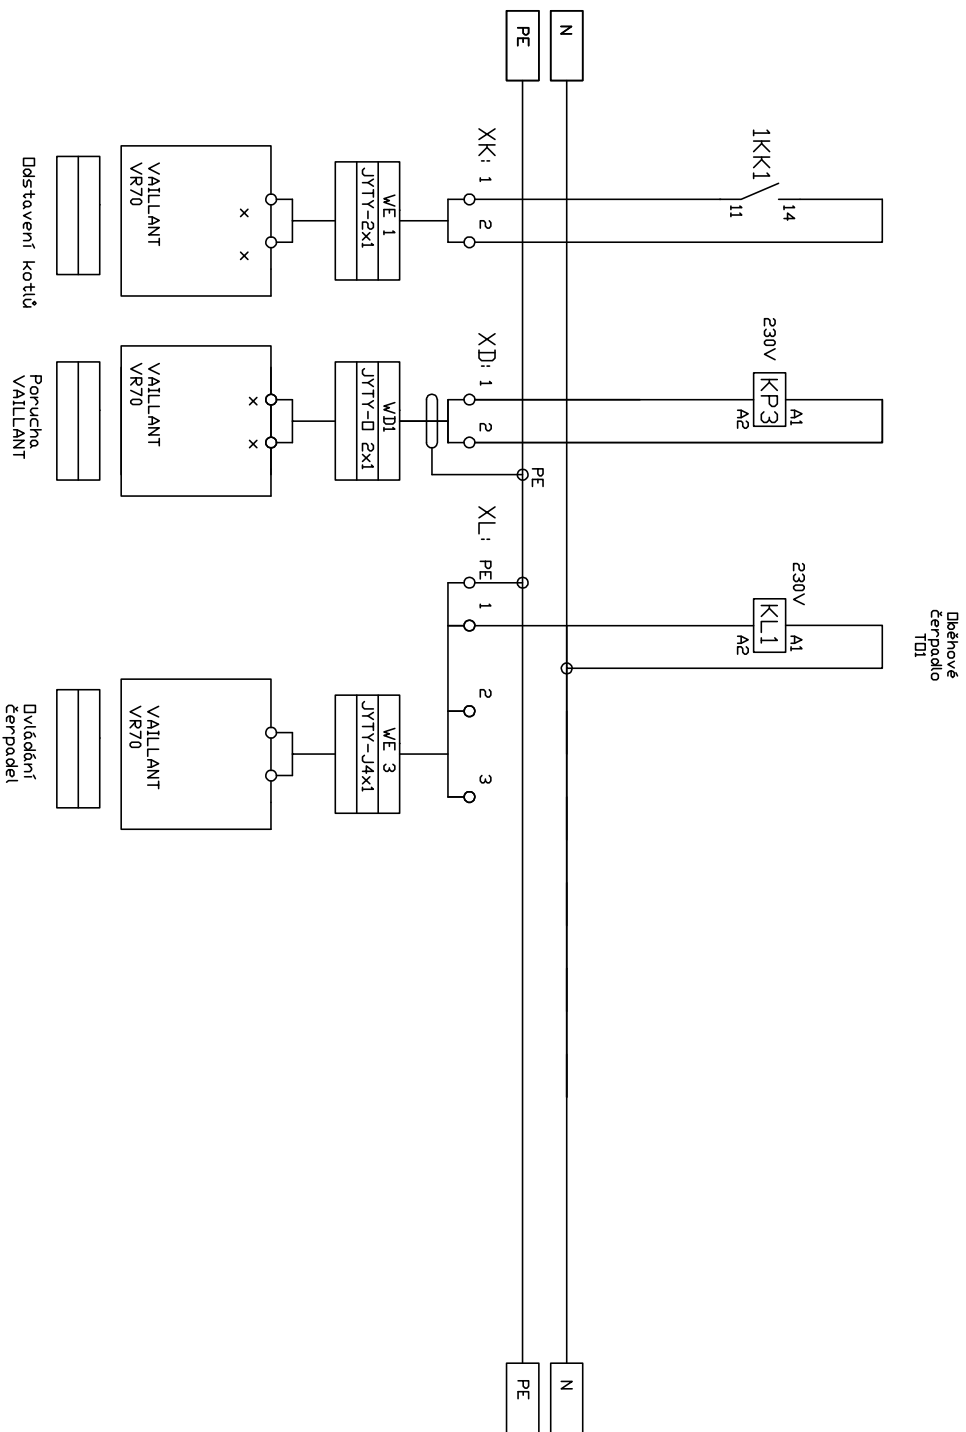 Oběhové
čerpadlo
TO1
230V
A1
KL1
A2
230V
A1
KP3
A2
1KK1
14
11
N
N
PE
PE
PE
XK: 1 2
XD: 1 2
XL: PE 1 2 3
WE 1
JYTY-2x1
WD1
JYTY-O 2x1
WE 3
JYTY-J4x1
x x
x x
VAILLANT
VR70
VAILLANT
VR70
VAILLANT
VR70
Odstavení kotlů
Porucha
VAILLANT
Ovládání
čerpadel